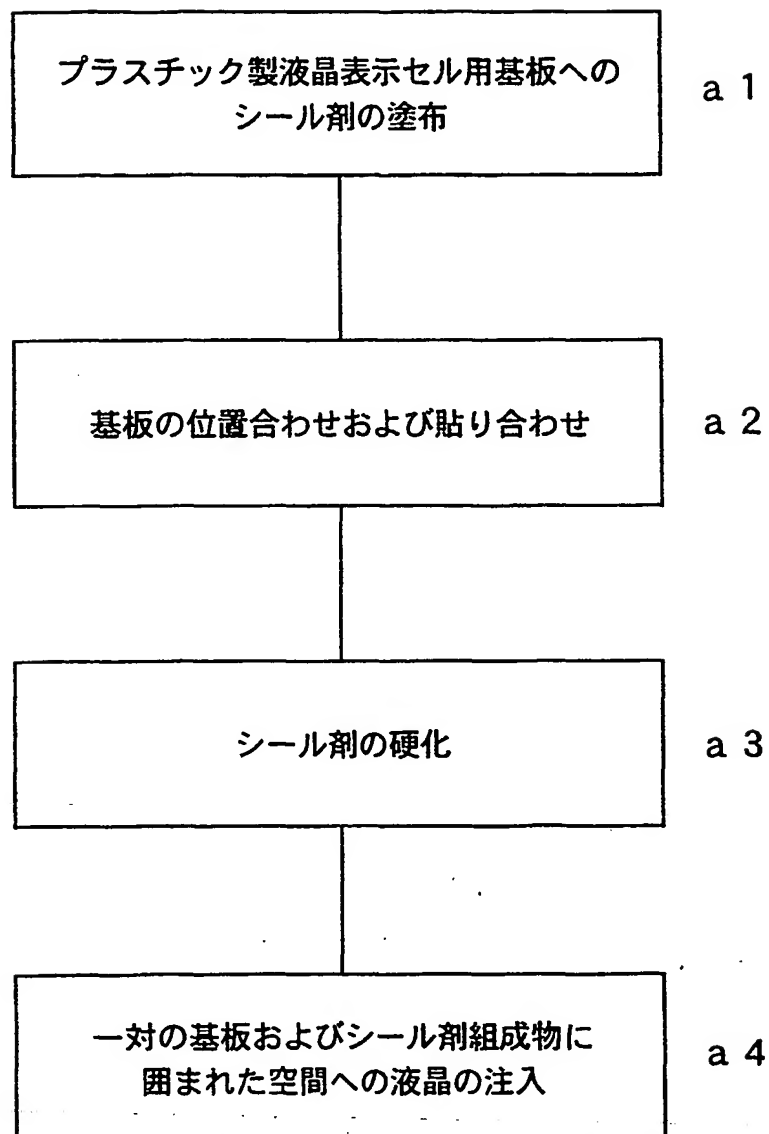 プラスチック製液晶表示セル用基板への
シール剤の塗布
a 1
基板の位置合わせおよび貼り合わせ
a 2
シール剤の硬化
a 3
一対の基板およびシール剤組成物に
囲まれた空間への液晶の注入
a 4